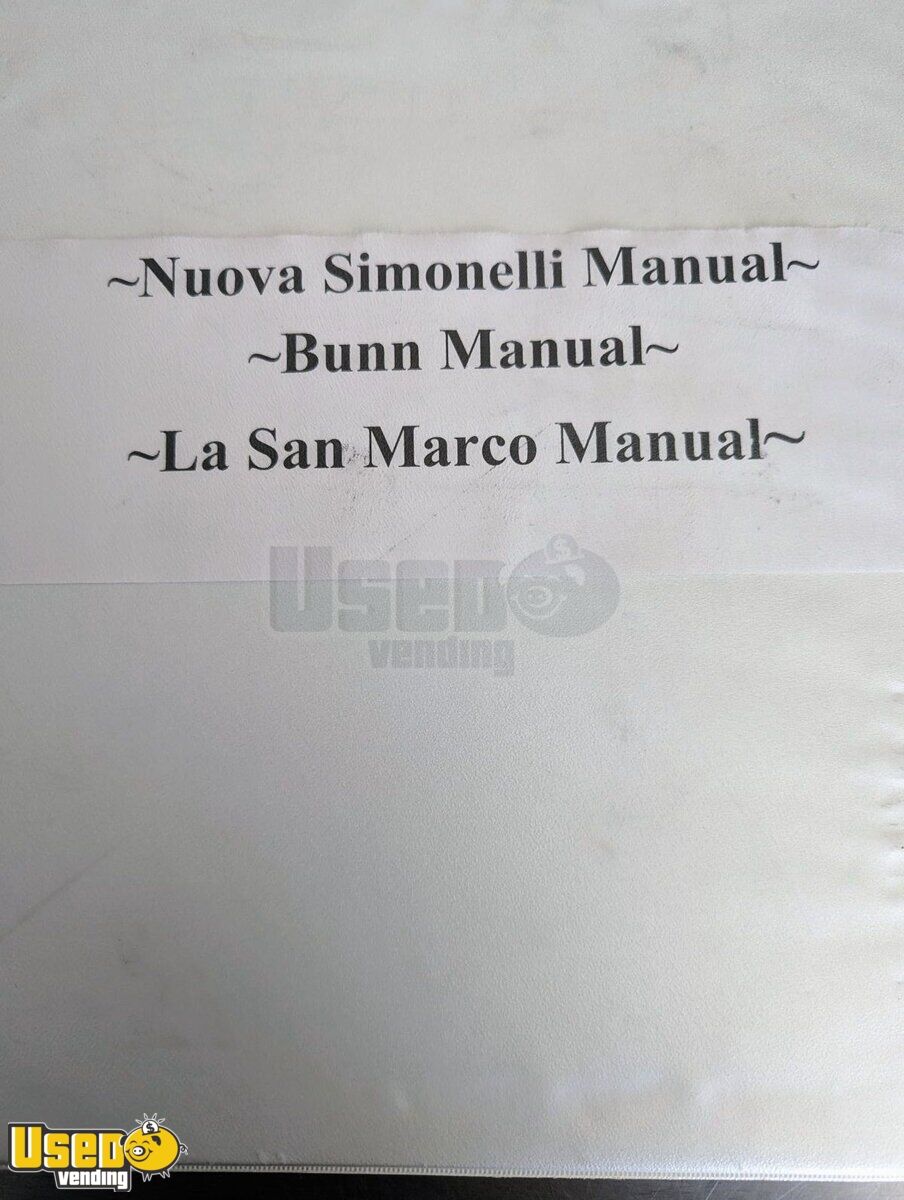 ~Nuova Simonelli Manual~
~Bunn Manual~
~La San Marco Manual~
Used
vending
Used
vending